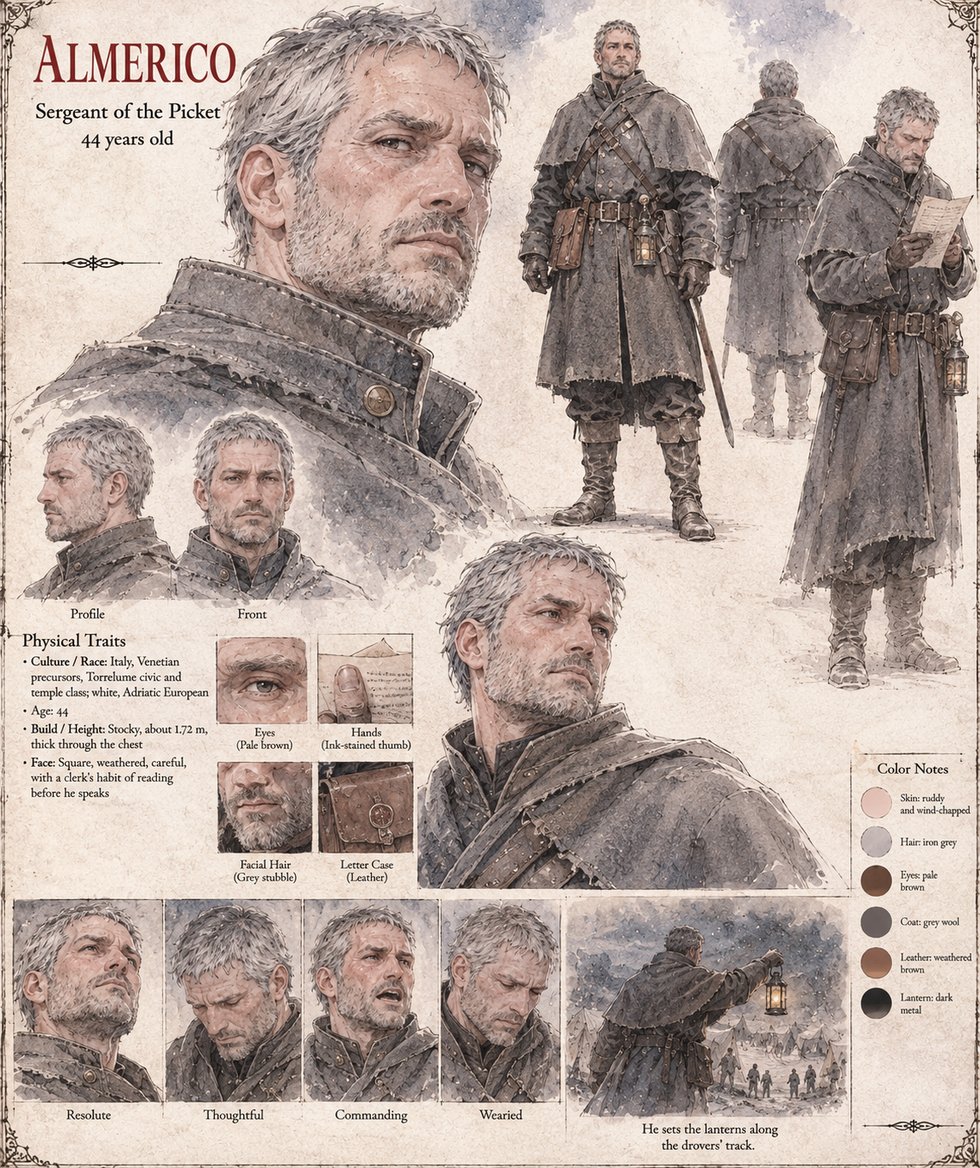 ALMERICO
Sergeant of the Picket
44 years old
Profile
Front
Physical Traits
• Culture / Race: Italy, Venetian
precursors, Torrelume civic and
temple class; white, Adriatic European
• Age: 44
• Build / Height: Stocky, about 1.72 m,
thick through the chest
• Face: Square, weathered, careful,
with a clerk's habit of reading
before he speaks
Eyes
(Pale brown)
Hands
(Ink-stained thumb)
Facial Hair
(Grey stubble)
Letter Case
(Leather)
Color Notes
Skin: ruddy
and wind-chapped
Hair: iron grey
Eyes: pale
brown
Coat: grey wool
Leather: weathered
brown
Lantern: dark
metal
Resolute
Thoughtful
Commanding
Wearied
He sets the lanterns along
the drovers' track.